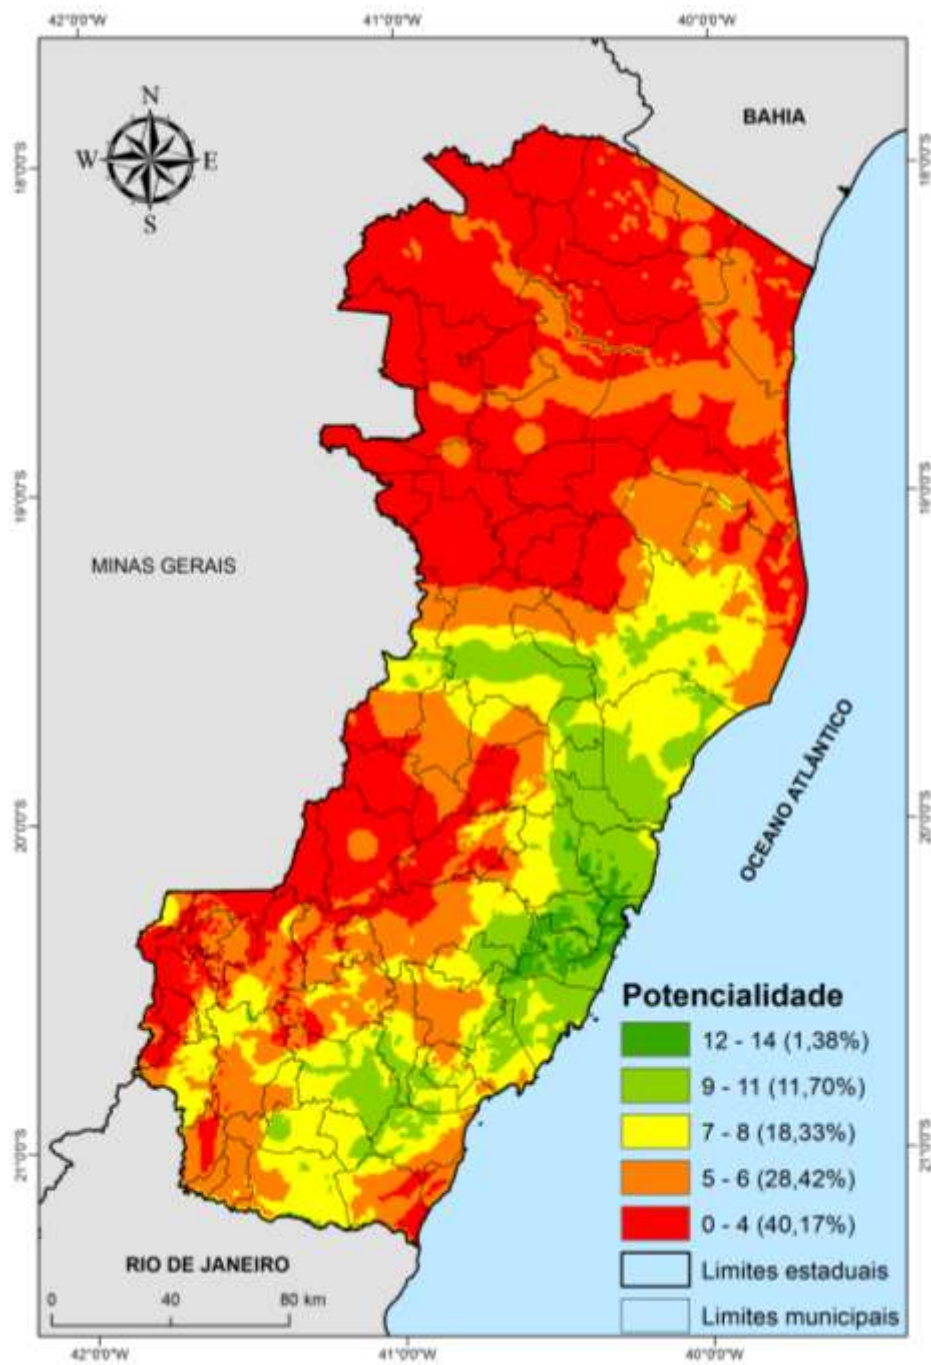 42°0'0"W 41°0'0"W 40°0'0"W
N
W E
S
BAHIA
18°0'0"S 18°0'0"S
19°0'0"S 19°0'0"S
MINAS GERAIS
OCEANO ATLÂNTICO
20°0'0"S 20°0'0"S
Potencialidade
12 - 14 (1,38%)
9 - 11 (11,70%)
7 - 8 (18,33%)
5 - 6 (28,42%)
0 - 4 (40,17%)
Limites estaduais
Limites municipais
21°0'0"S 21°0'0"S
RIO DE JANEIRO
0 40 80 km
42°0'0"W 41°0'0"W 40°0'0"W